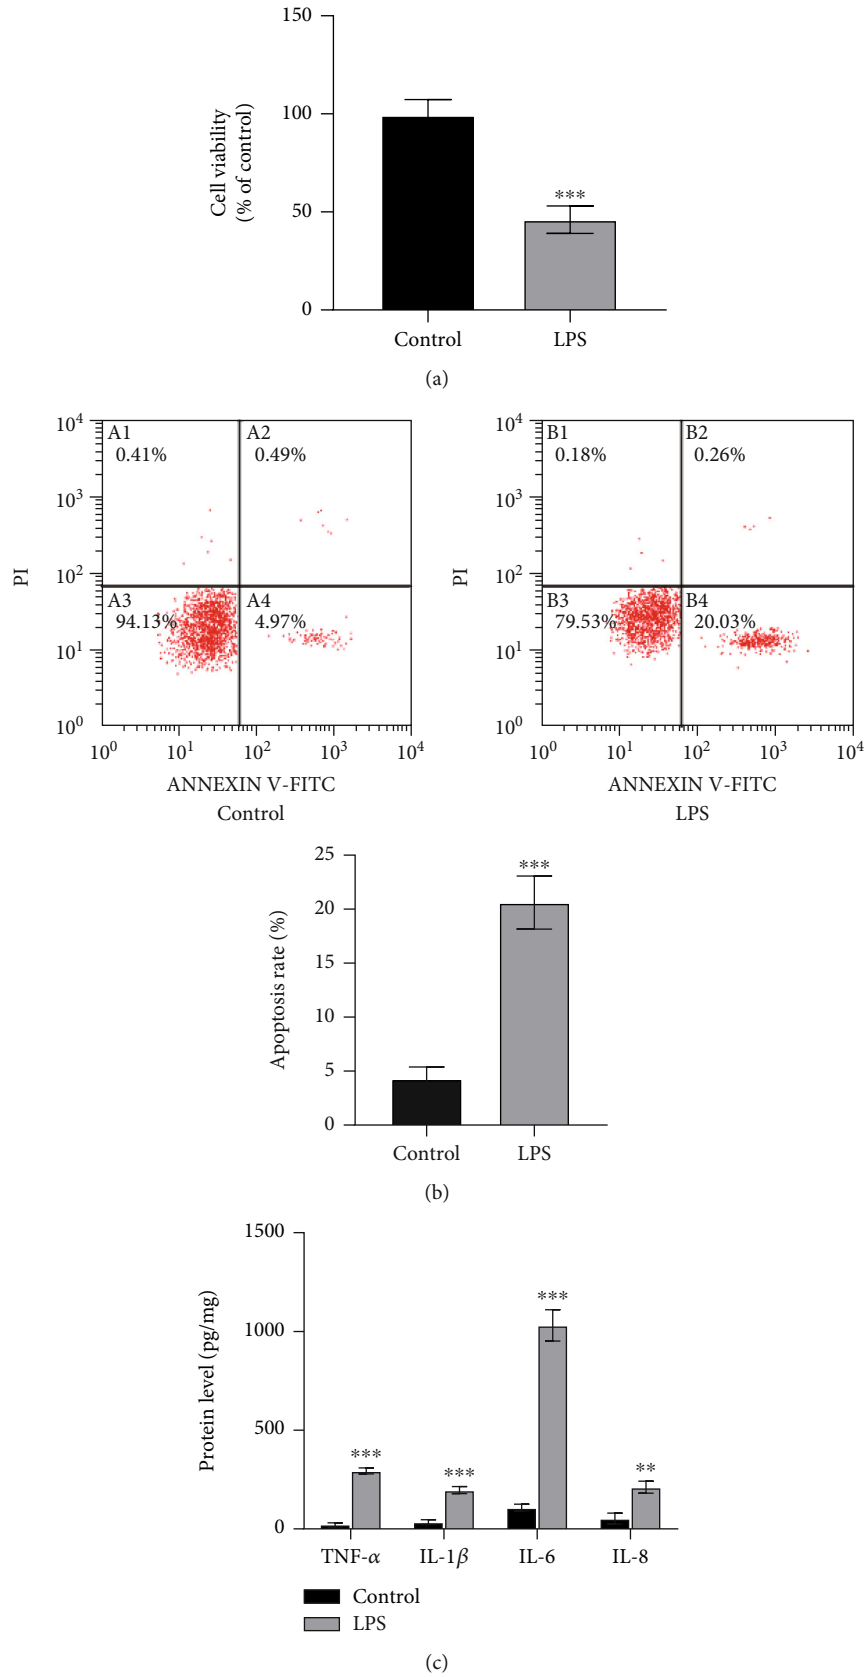 150
100
50
0
Cell viability
(% of control)
***
Control
LPS
(a)
10⁴
10³
10²
10¹
10⁰
PI
A1
0.41%
A2
0.49%
A3
94.13%
A4
4.97%
10⁰ 10¹ 10² 10³ 10⁴
ANNEXIN V-FITC
Control
10⁴
10³
10²
10¹
10⁰
PI
B1
0.18%
B2
0.26%
B3
79.53%
B4
20.03%
10⁰ 10¹ 10² 10³ 10⁴
ANNEXIN V-FITC
LPS
25
20
15
10
5
0
Apoptosis rate (%)
***
Control
LPS
(b)
1500
1000
500
0
Protein level (pg/mg)
***
***
***
**
TNF-α
IL-1β
IL-6
IL-8
Control
LPS
(c)